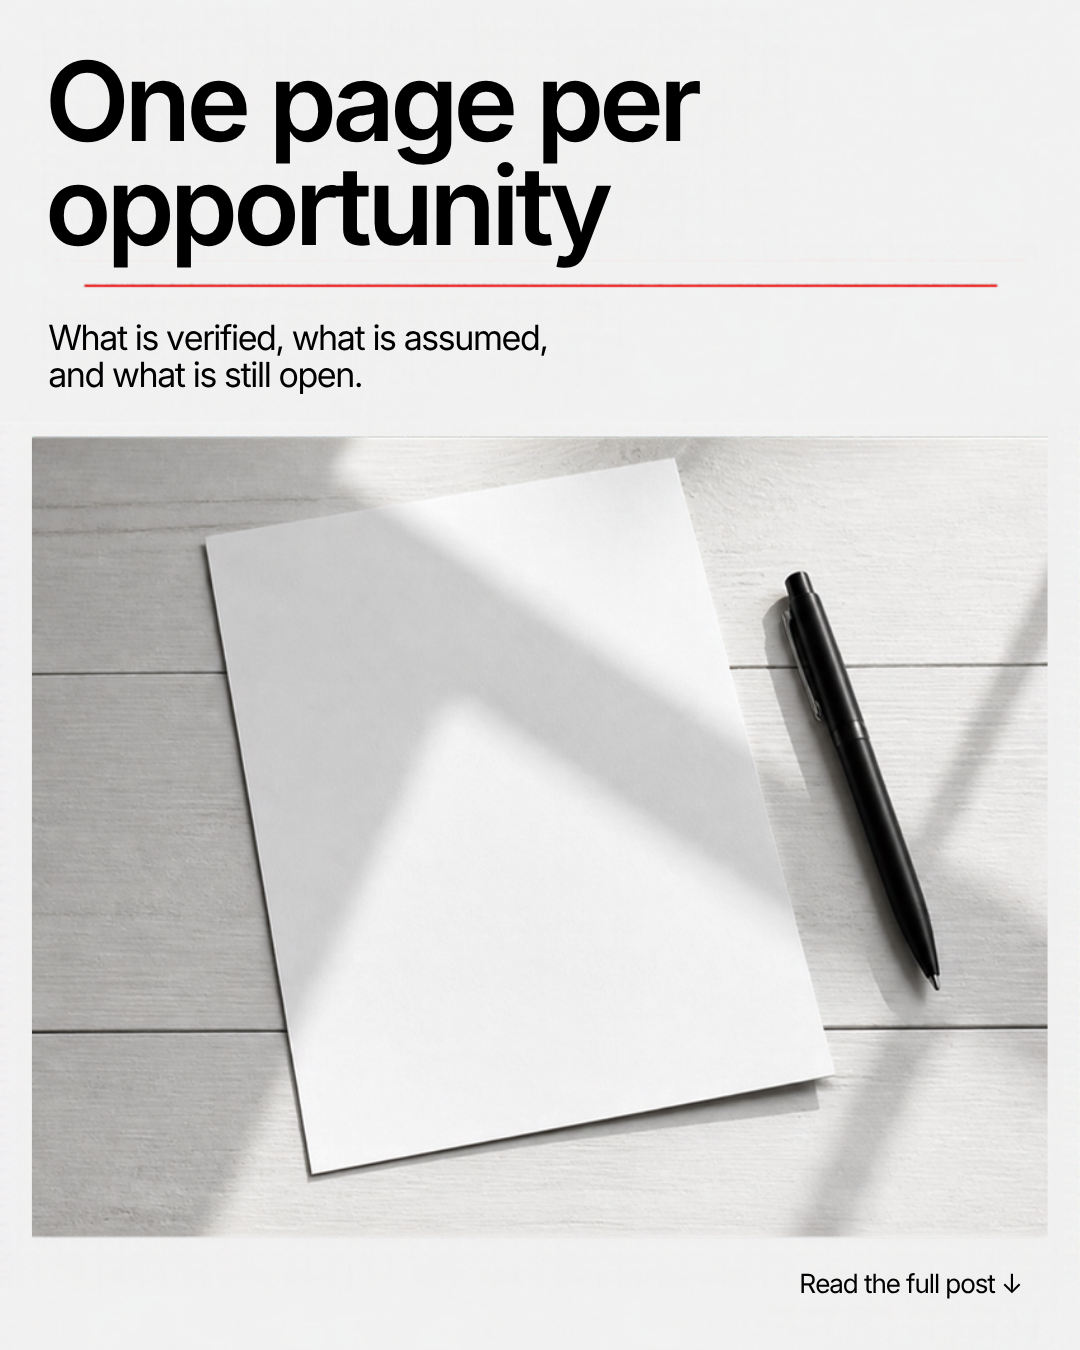 One page per
opportunity
What is verified, what is assumed,
and what is still open.
Read the full post ↓